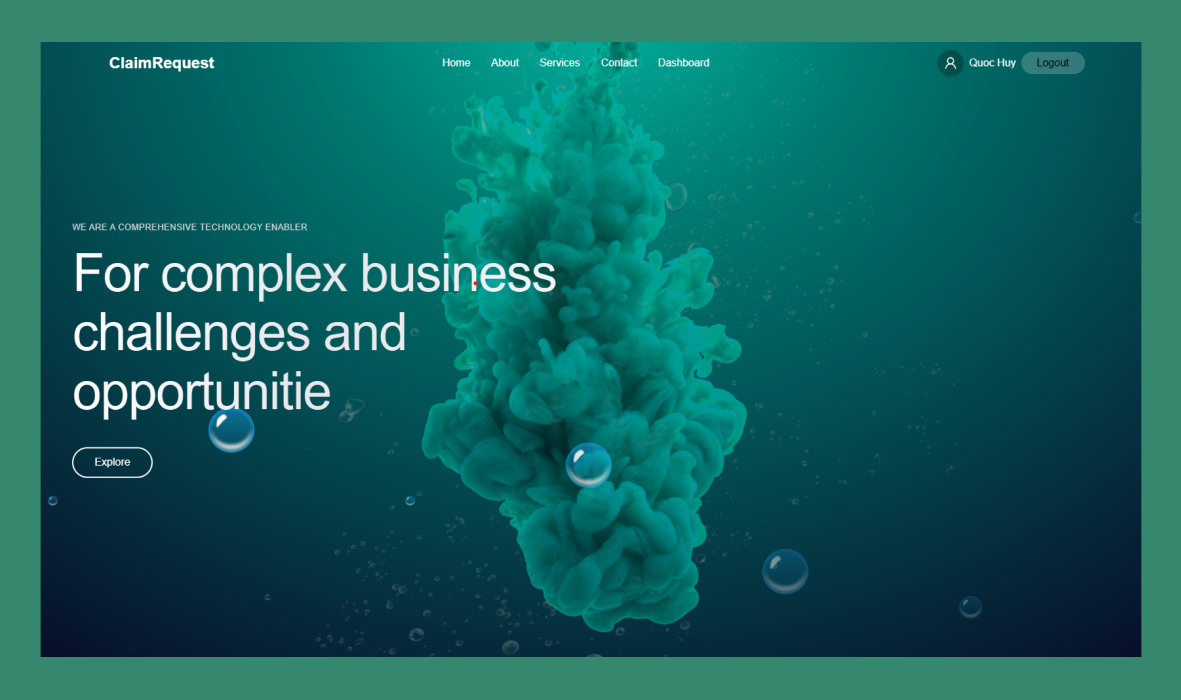 ClaimRequest
Home About Services Contact Dashboard
Quoc Huy Logout
WE ARE A COMPREHENSIVE TECHNOLOGY ENABLER
For complex business
challenges and
opportunitie
Explore